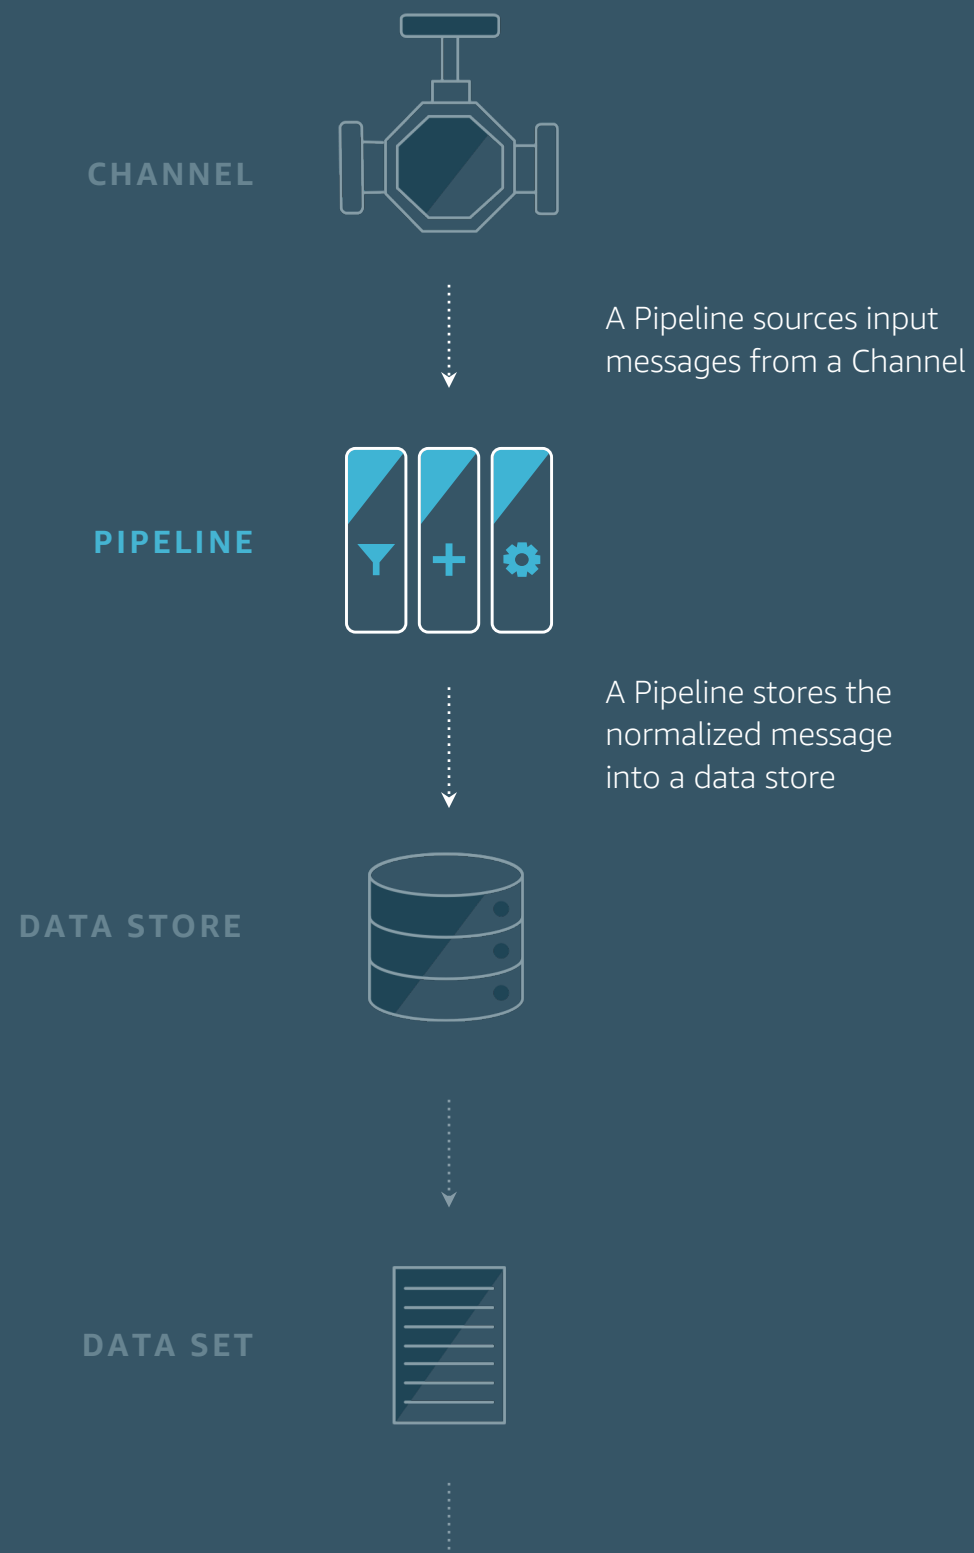 CHANNEL
A Pipeline sources input
messages from a Channel
PIPELINE
A Pipeline stores the
normalized message
into a data store
DATA STORE
DATA SET